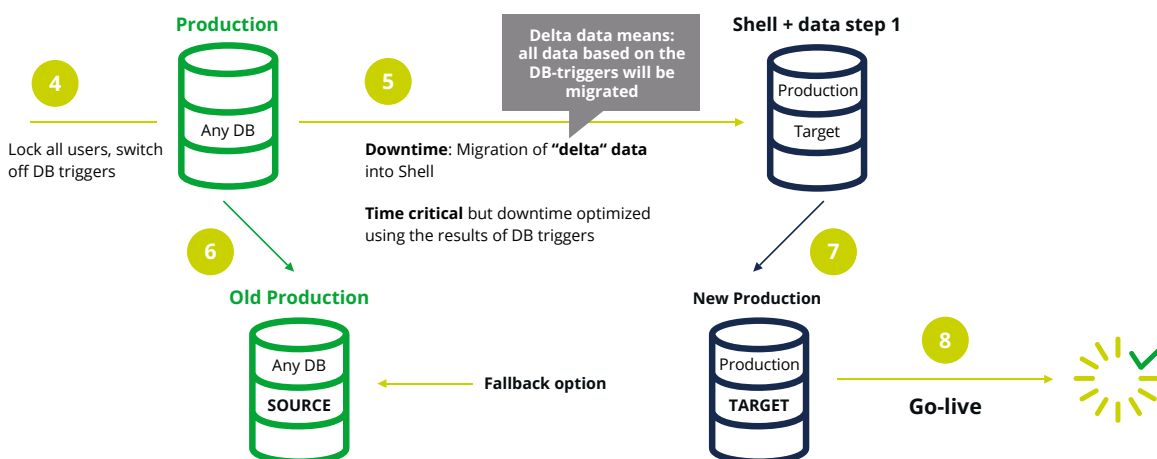 Production
Shell + data step 1
Delta data means:
all data based on the
DB-triggers will be
migrated
4
5
Any DB
Production
Target
Lock all users, switch
off DB triggers
Downtime: Migration of “delta“ data
into Shell
Time critical but downtime optimized
using the results of DB triggers
6
7
Old Production
New Production
Any DB
SOURCE
Fallback option
Production
TARGET
8
Go-live